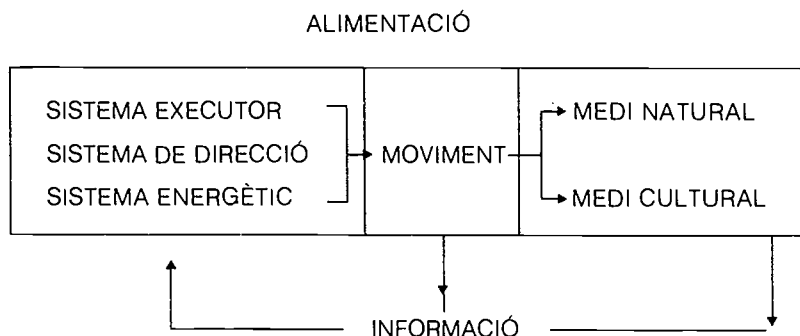 ALIMENTACIÓ
SISTEMA EXECUTOR
SISTEMA DE DIRECCIÓ
SISTEMA ENERGÈTIC
MOVIMENT
MEDI NATURAL
MEDI CULTURAL
INFORMACIÓ